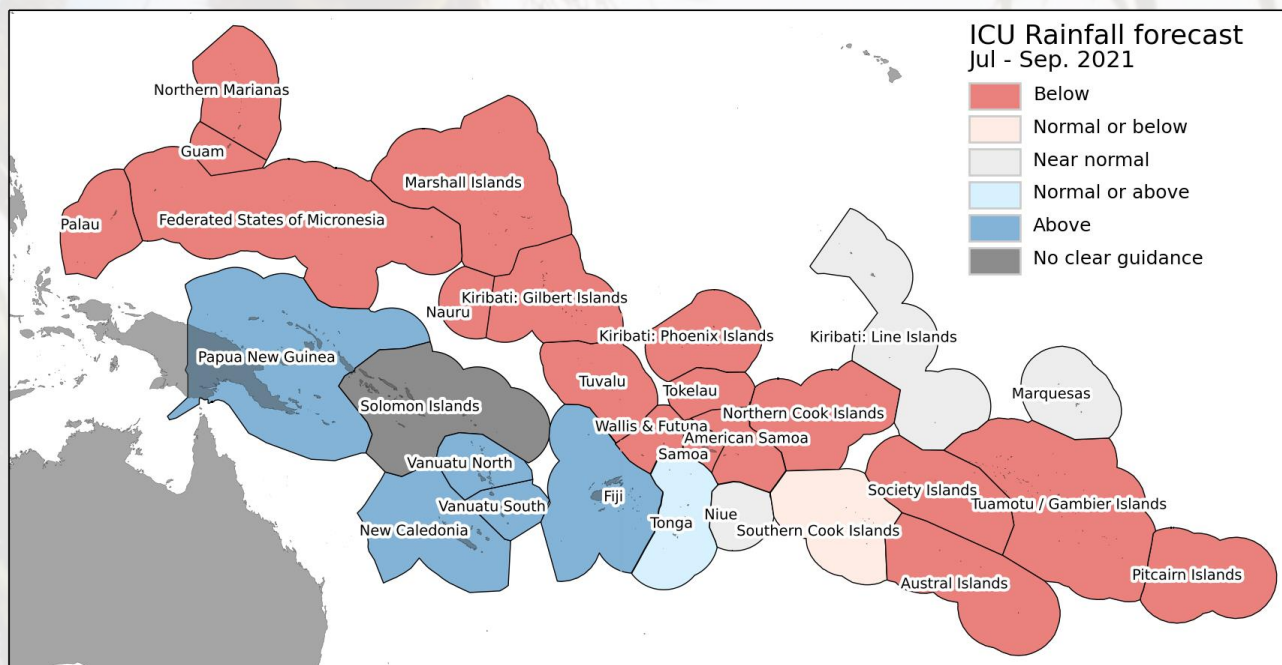 ICU Rainfall forecast
Jul - Sep. 2021
Below
Normal or below
Near normal
Normal or above
Above
No clear guidance
Northern Marianas
Guam
Marshall Islands
Palau
Federated States of Micronesia
Nauru
Kiribati: Gilbert Islands
Kiribati: Phoenix Islands
Kiribati: Line Islands
Papua New Guinea
Tuvalu
Tokelau
Marquesas
Solomon Islands
Northern Cook Islands
Wallis & Futuna
American Samoa
Samoa
Vanuatu North
Society Islands
Fiji
Vanuatu South
Tuamotu / Gambier Islands
New Caledonia
Tonga
Niue
Southern Cook Islands
Austral Islands
Pitcairn Islands